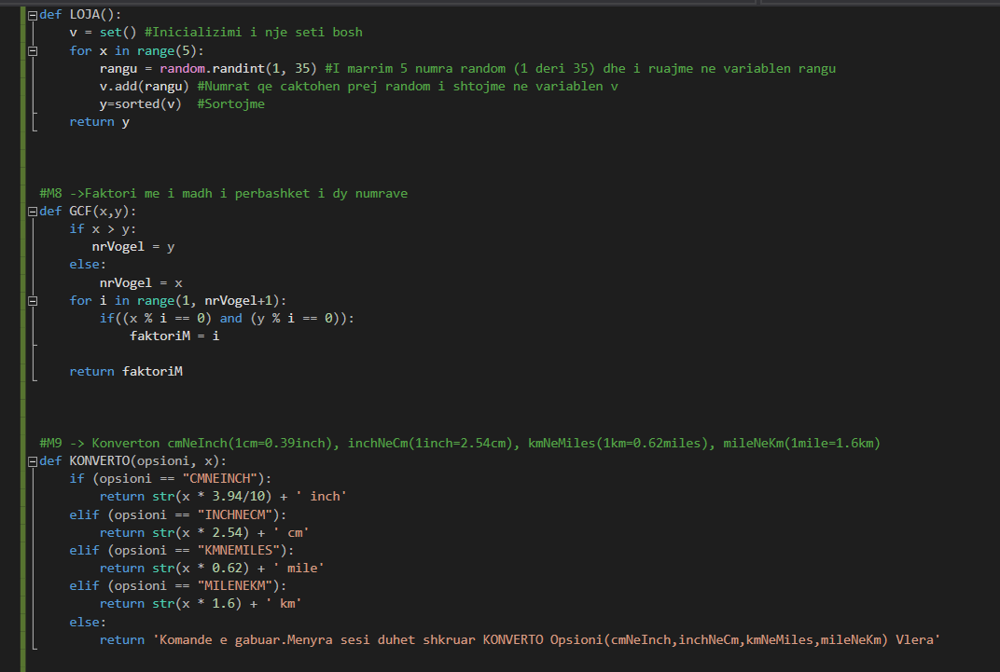 def LOJA():
    v = set() #Inicializimi i nje seti bosh
    for x in range(5):
        rangu = random.randint(1, 35) #I marrim 5 numra random (1 deri 35) dhe i ruajme ne variablen rangu
        v.add(rangu) #Numrat qe caktohen prej random i shtojme ne variablen v
        y=sorted(v)  #Sortojme
    return y
#M8 ->Faktori me i madh i perbashket i dy numrave
def GCF(x,y):
    if x > y:
       nrVogel = y
    else:
        nrVogel = x
    for i in range(1, nrVogel+1):
        if((x % i == 0) and (y % i == 0)):
            faktoriM = i
    return faktoriM
#M9 -> Konverton cmNeInch(1cm=0.39inch), inchNeCm(1inch=2.54cm), kmNeMiles(1km=0.62miles), mileNeKm(1mile=1.6km)
def KONVERTO(opsioni, x):
    if (opsioni == "CMNEINCH"):
        return str(x * 3.94/10) + ' inch'
    elif (opsioni == "INCHNECM"):
        return str(x * 2.54) + ' cm'
    elif (opsioni == "KMNEMILES"):
        return str(x * 0.62) + ' mile'
    elif (opsioni == "MILENEKM"):
        return str(x * 1.6) + ' km'
    else:
        return 'Komande e gabuar.Menyra sesi duhet shkruar KONVERTO Opsioni(cmNeInch,inchNeCm,kmNeMiles,mileNeKm) Vlera'